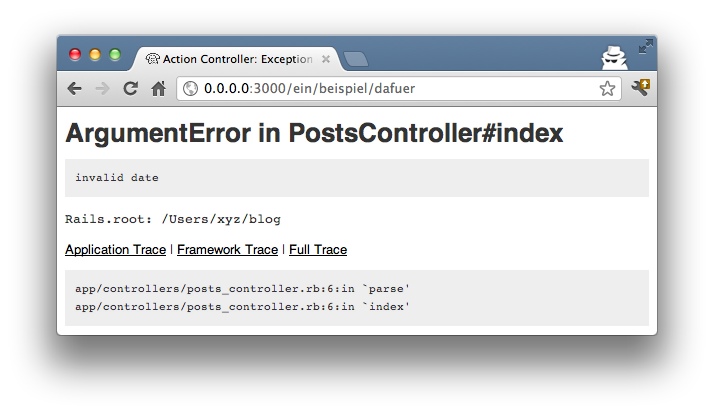 Action Controller: Exception
0.0.0.0:3000/ein/beispiel/dafuer
ArgumentError in PostsController#index
invalid date
Rails.root: /Users/xyz/blog
Application Trace | Framework Trace | Full Trace
app/controllers/posts_controller.rb:6:in `parse'
app/controllers/posts_controller.rb:6:in `index'